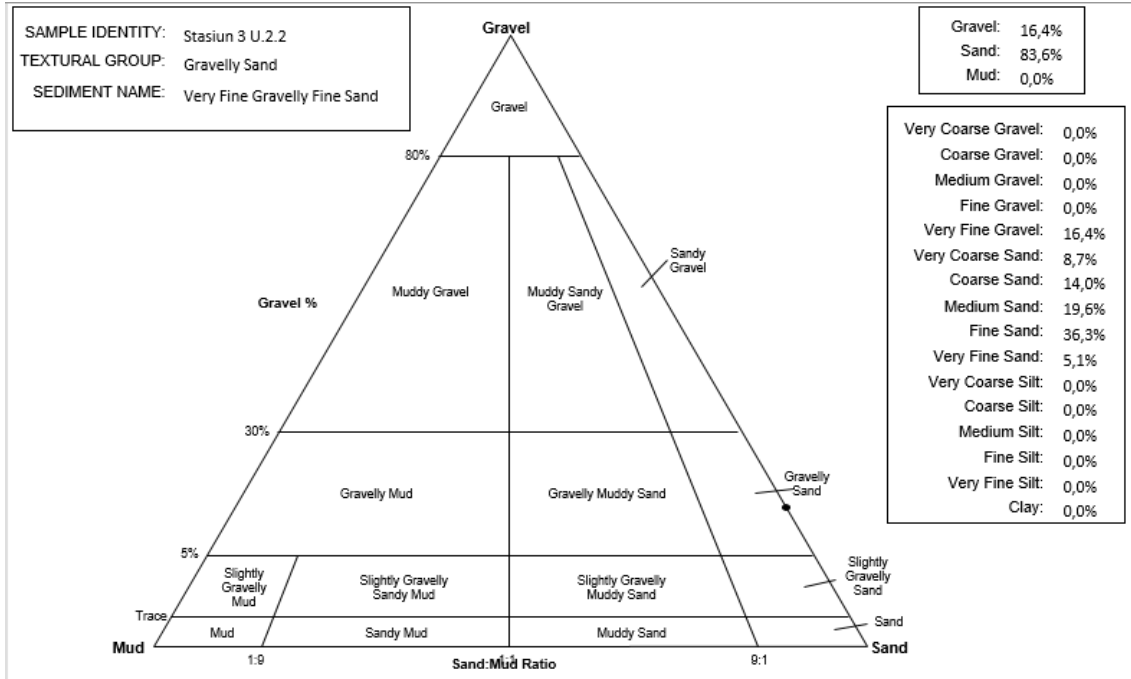 SAMPLE IDENTITY: Stasiun 3 U.2.2
TEXTURAL GROUP: Gravelly Sand
SEDIMENT NAME: Very Fine Gravelly Fine Sand
Gravel: 16,4%
Sand: 83,6%
Mud: 0,0%
Very Coarse Gravel: 0,0%
Coarse Gravel: 0,0%
Medium Gravel: 0,0%
Fine Gravel: 0,0%
Very Fine Gravel: 16,4%
Very Coarse Sand: 8,7%
Coarse Sand: 14,0%
Medium Sand: 19,6%
Fine Sand: 36,3%
Very Fine Sand: 5,1%
Very Coarse Silt: 0,0%
Coarse Silt: 0,0%
Medium Silt: 0,0%
Fine Silt: 0,0%
Very Fine Silt: 0,0%
Clay: 0,0%
Gravel
Gravel
80%
Sandy
Gravel
Muddy Gravel
Muddy Sandy
Gravel
Gravel %
30%
Gravelly Mud
Gravelly Muddy Sand
Gravelly
Sand
5%
Slightly
Gravelly
Mud
Slightly Gravelly
Sandy Mud
Slightly Gravelly
Muddy Sand
Slightly
Gravelly
Sand
Trace
Mud
Sandy Mud
Muddy Sand
Sand
Mud
Sand
1:9
1:1
9:1
Sand:Mud Ratio